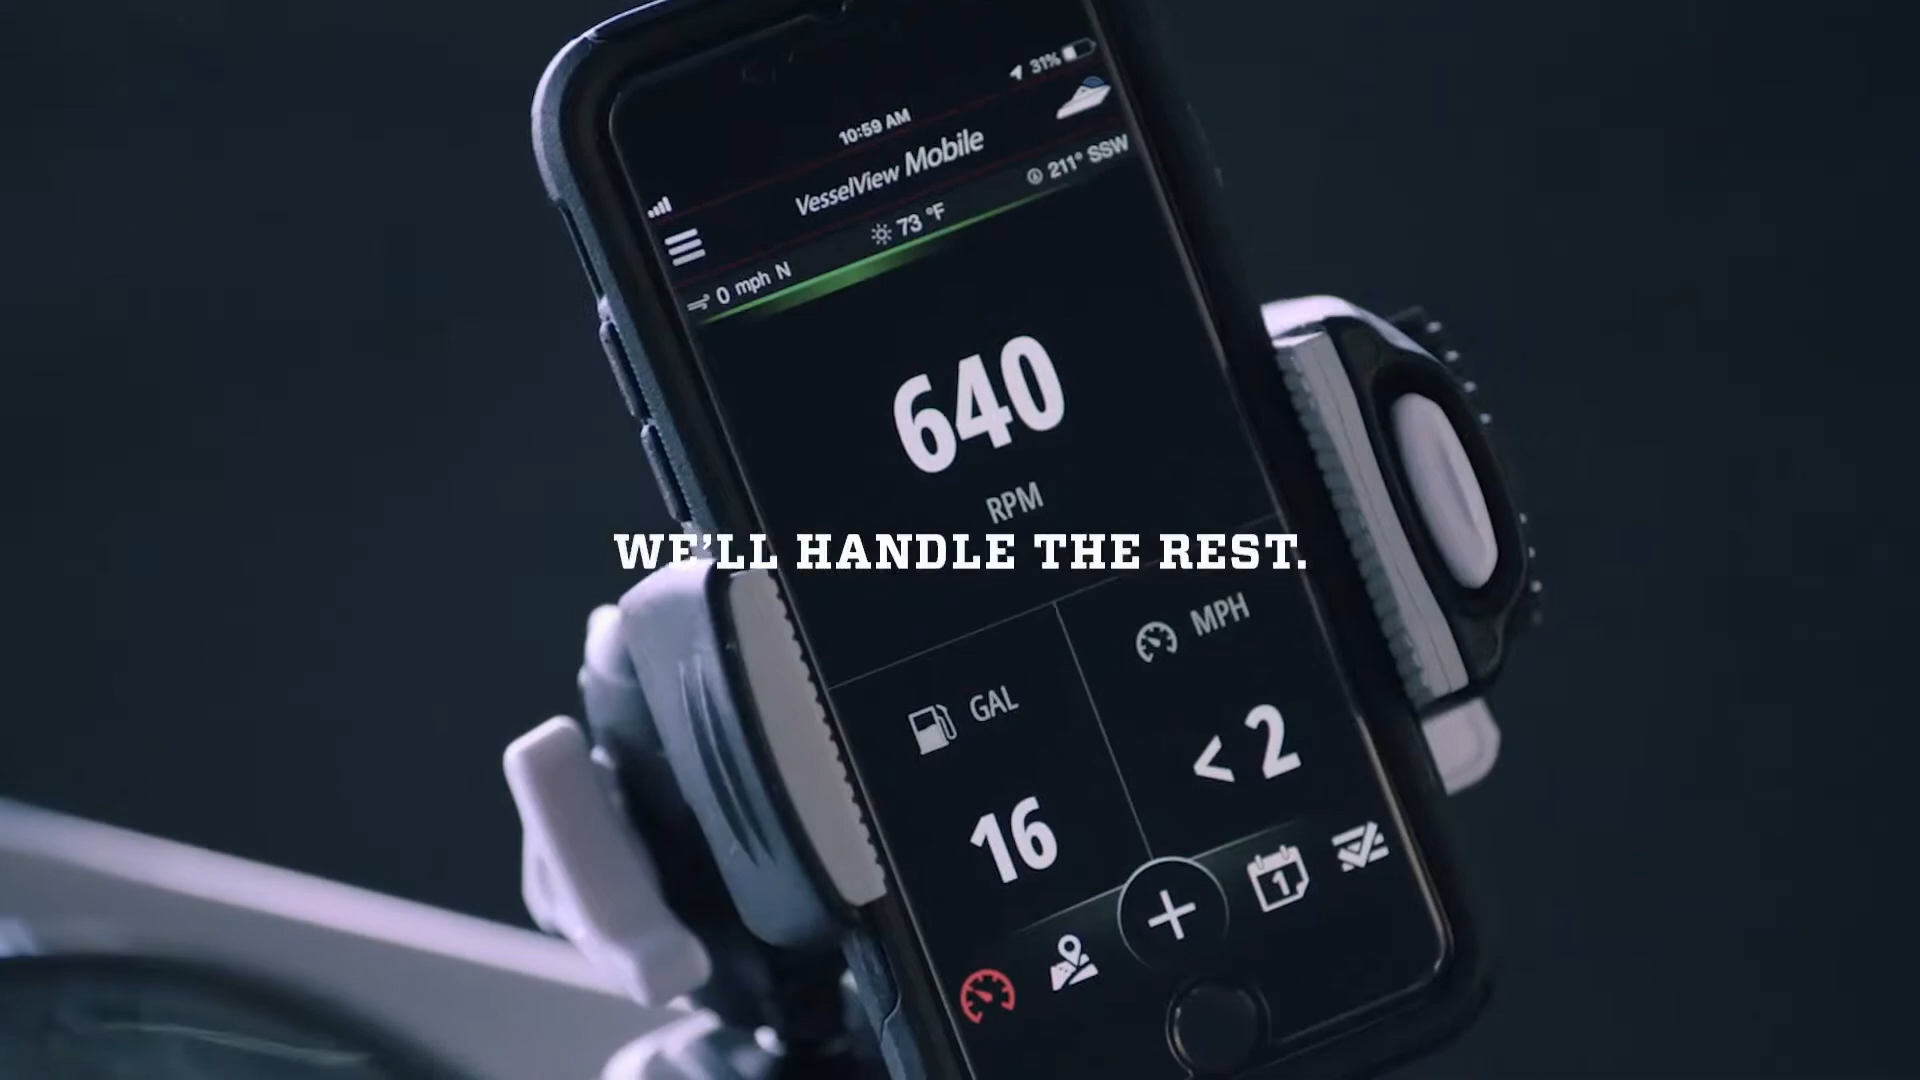 31%
10:59 AM
VesselView Mobile
0 mph N
73 °F
211° SSW
640
RPM
WE'LL HANDLE THE REST.
GAL
MPH
16
< 2
1